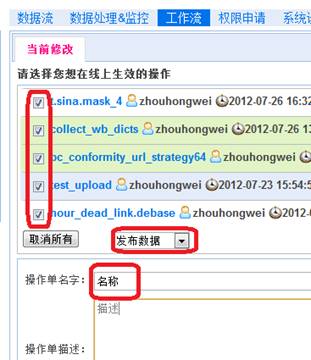 数据流 数据处理&监控 工作流 权限申请 系统
当前修改
请选择您想在线上生效的操作
t.sina.mask_4 zhouhongwei 2012-07-26 16:32
collect_wb_dicts zhouhongwei 2012-07-26 1
pc_conformity_url_strategy64 zhouhongwei
test_upload zhouhongwei 2012-07-23 15:54:5
hour_dead_link.debase zhouhongwei 2012-0
取消所有 发布数据
操作单名字: 名称
描述
操作单描述: